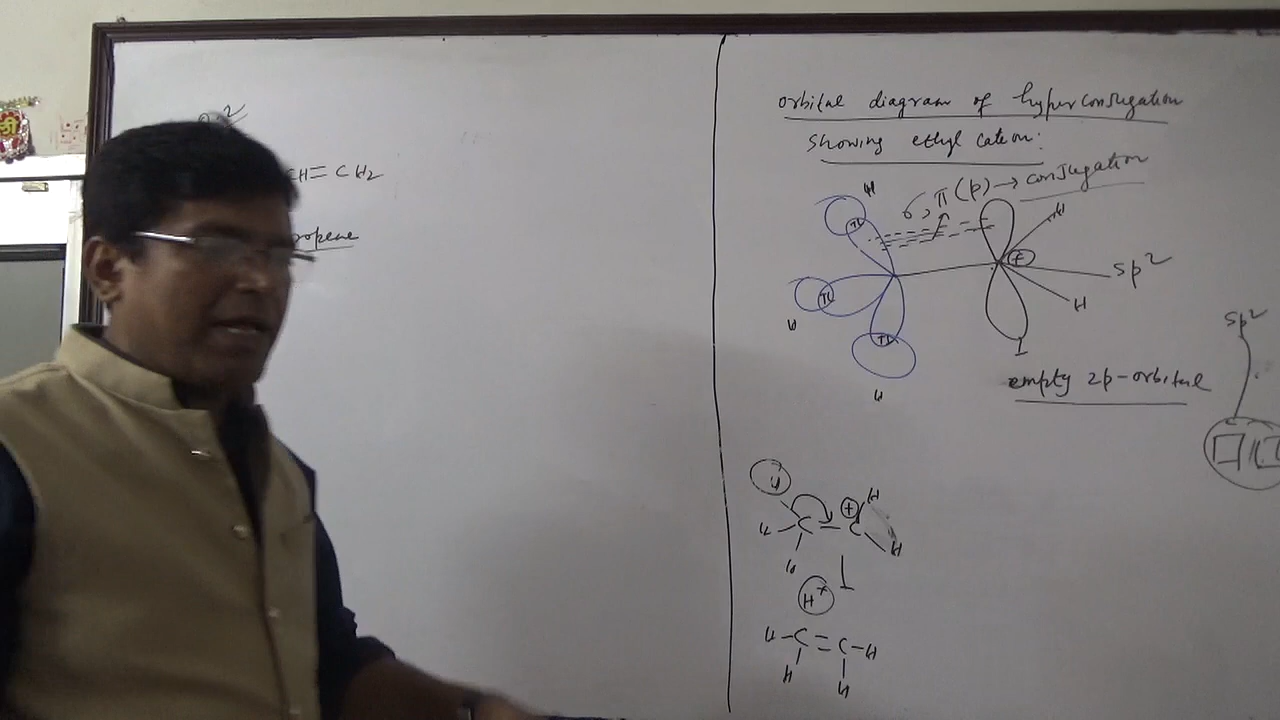 CH=CH2
orbital diagram of hyperconjugation
showing ethyl cation:
σ, π(p) → conjugation
H
H
+
sp2
H
H
H
empty 2p-orbital
sp2
H
H
H
C = C
+
H
H
H
H+
H-C=C-H
H
H